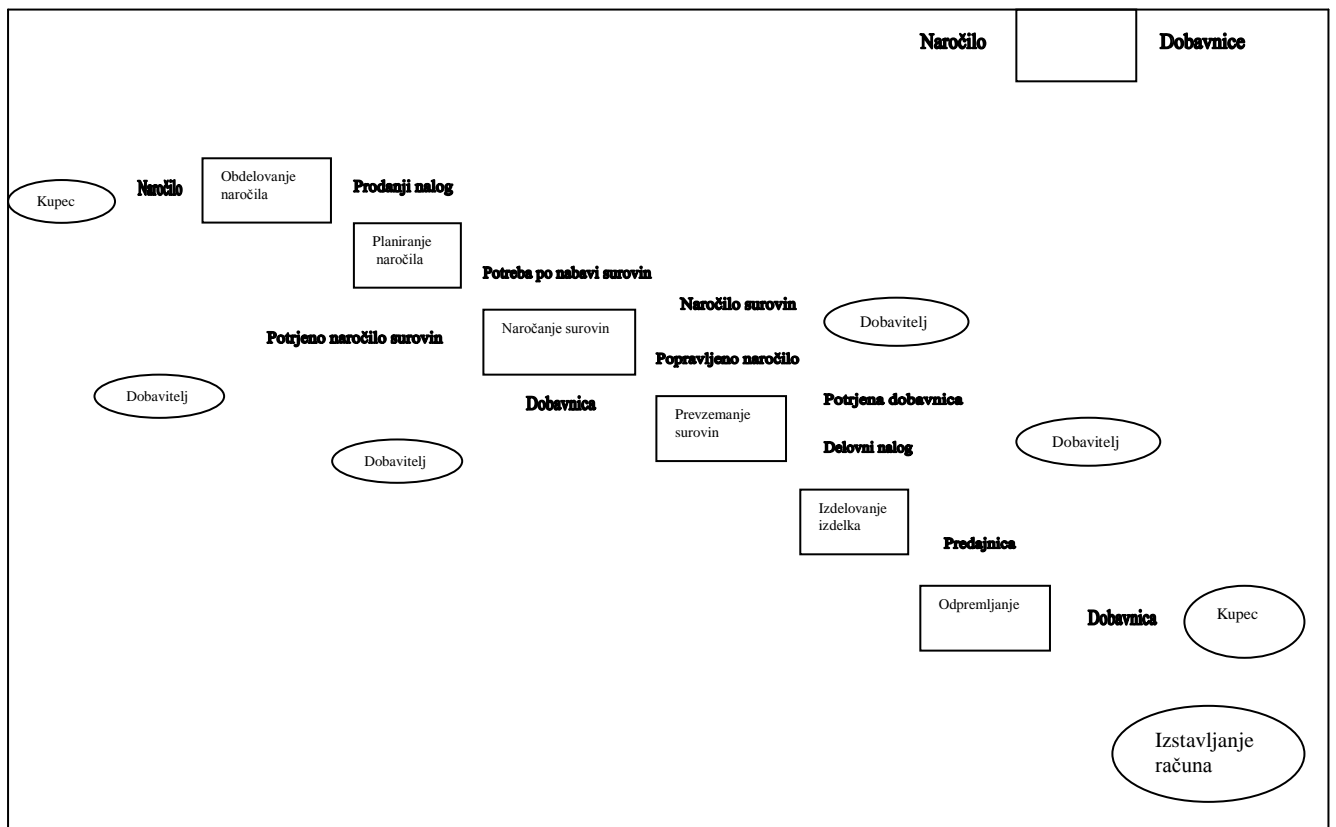 Naročilo
Dobavnice
Kupec
Naročilo
Obdelovanje
naročila
Prodanji nalog
Planiranje
naročila
Potreba po nabavi surovin
Potrjeno naročilo surovin
Naročanje surovin
Naročilo surovin
Dobavitelj
Popravljeno naročilo
Dobavitelj
Dobavnica
Prevzemanje
surovin
Potrjena dobavnica
Dobavitelj
Delovni nalog
Dobavitelj
Izdelovanje
izdelka
Predajnica
Odpremljanje
Dobavnica
Kupec
Izstavljanje
računa